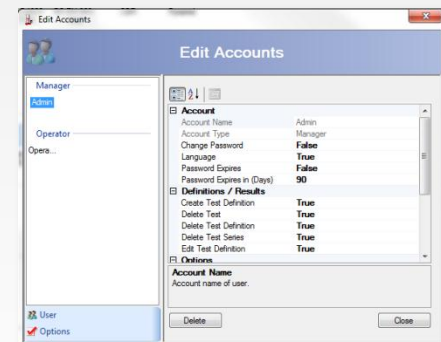 Edit Accounts
Edit Accounts
Manager
Admin
Operator
Opera...
User
Options
Account
Account Name Admin
Account Type Manager
Change Password False
Language True
Password Expires False
Password Expires in (Days) 90
Definitions / Results
Create Test Definition True
Delete Test True
Delete Test Definition True
Delete Test Series True
Edit Test Definition True
Options
Account Name
Account name of user.
Delete Close